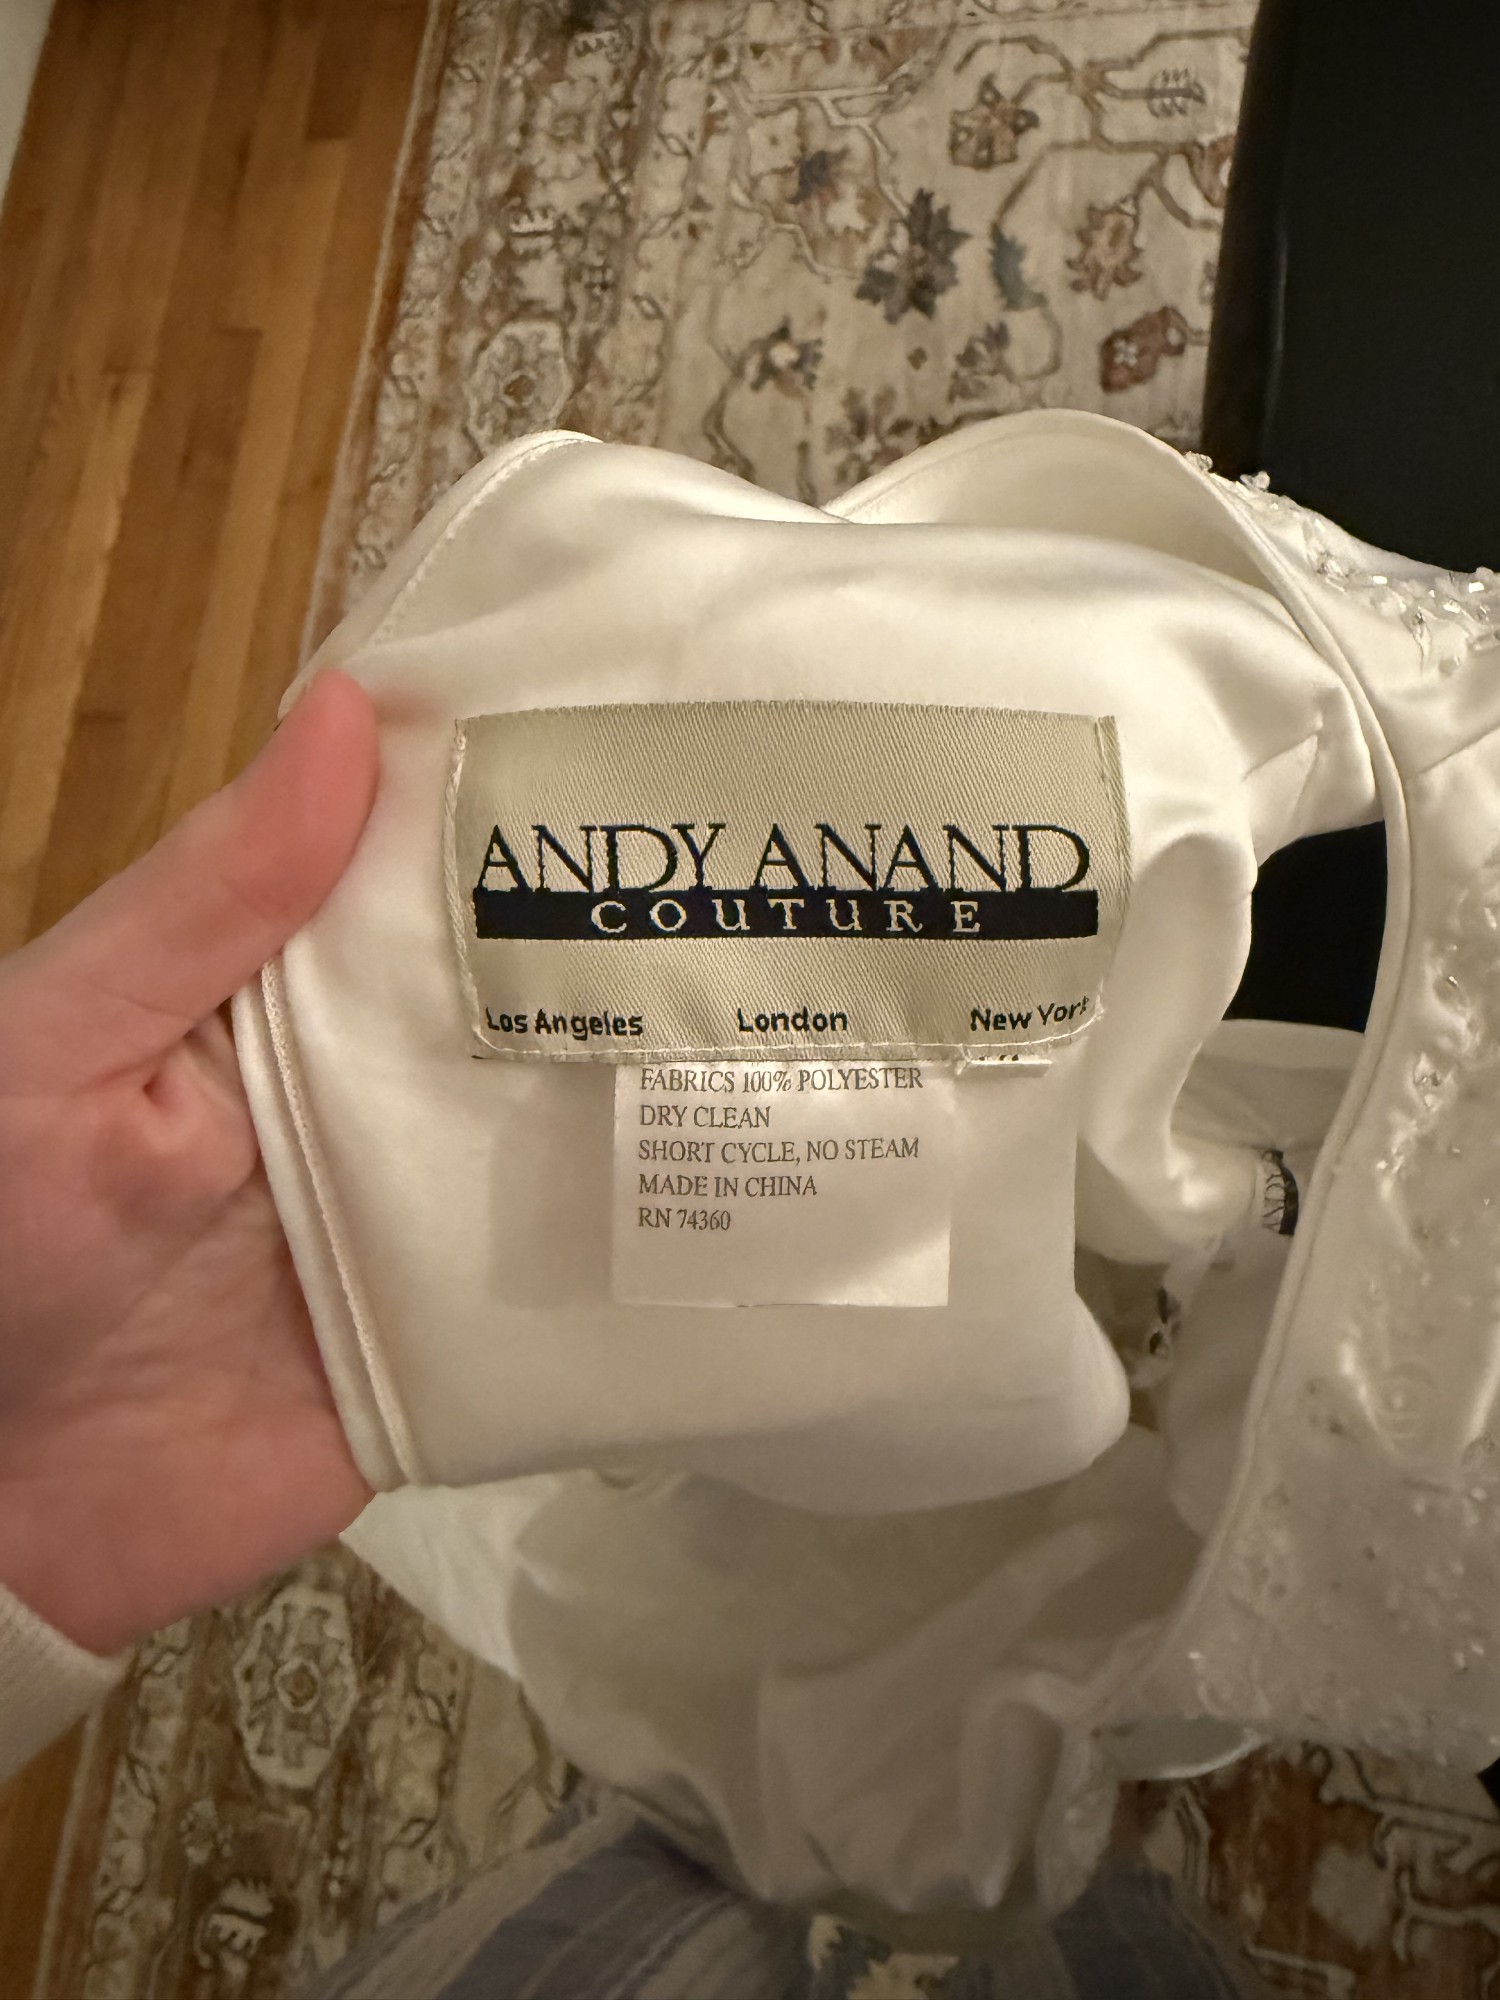 ANDY ANAND
COUTURE
Los Angeles London New York
FABRICS 100% POLYESTER
DRY CLEAN
SHORT CYCLE, NO STEAM
MADE IN CHINA
RN 74360